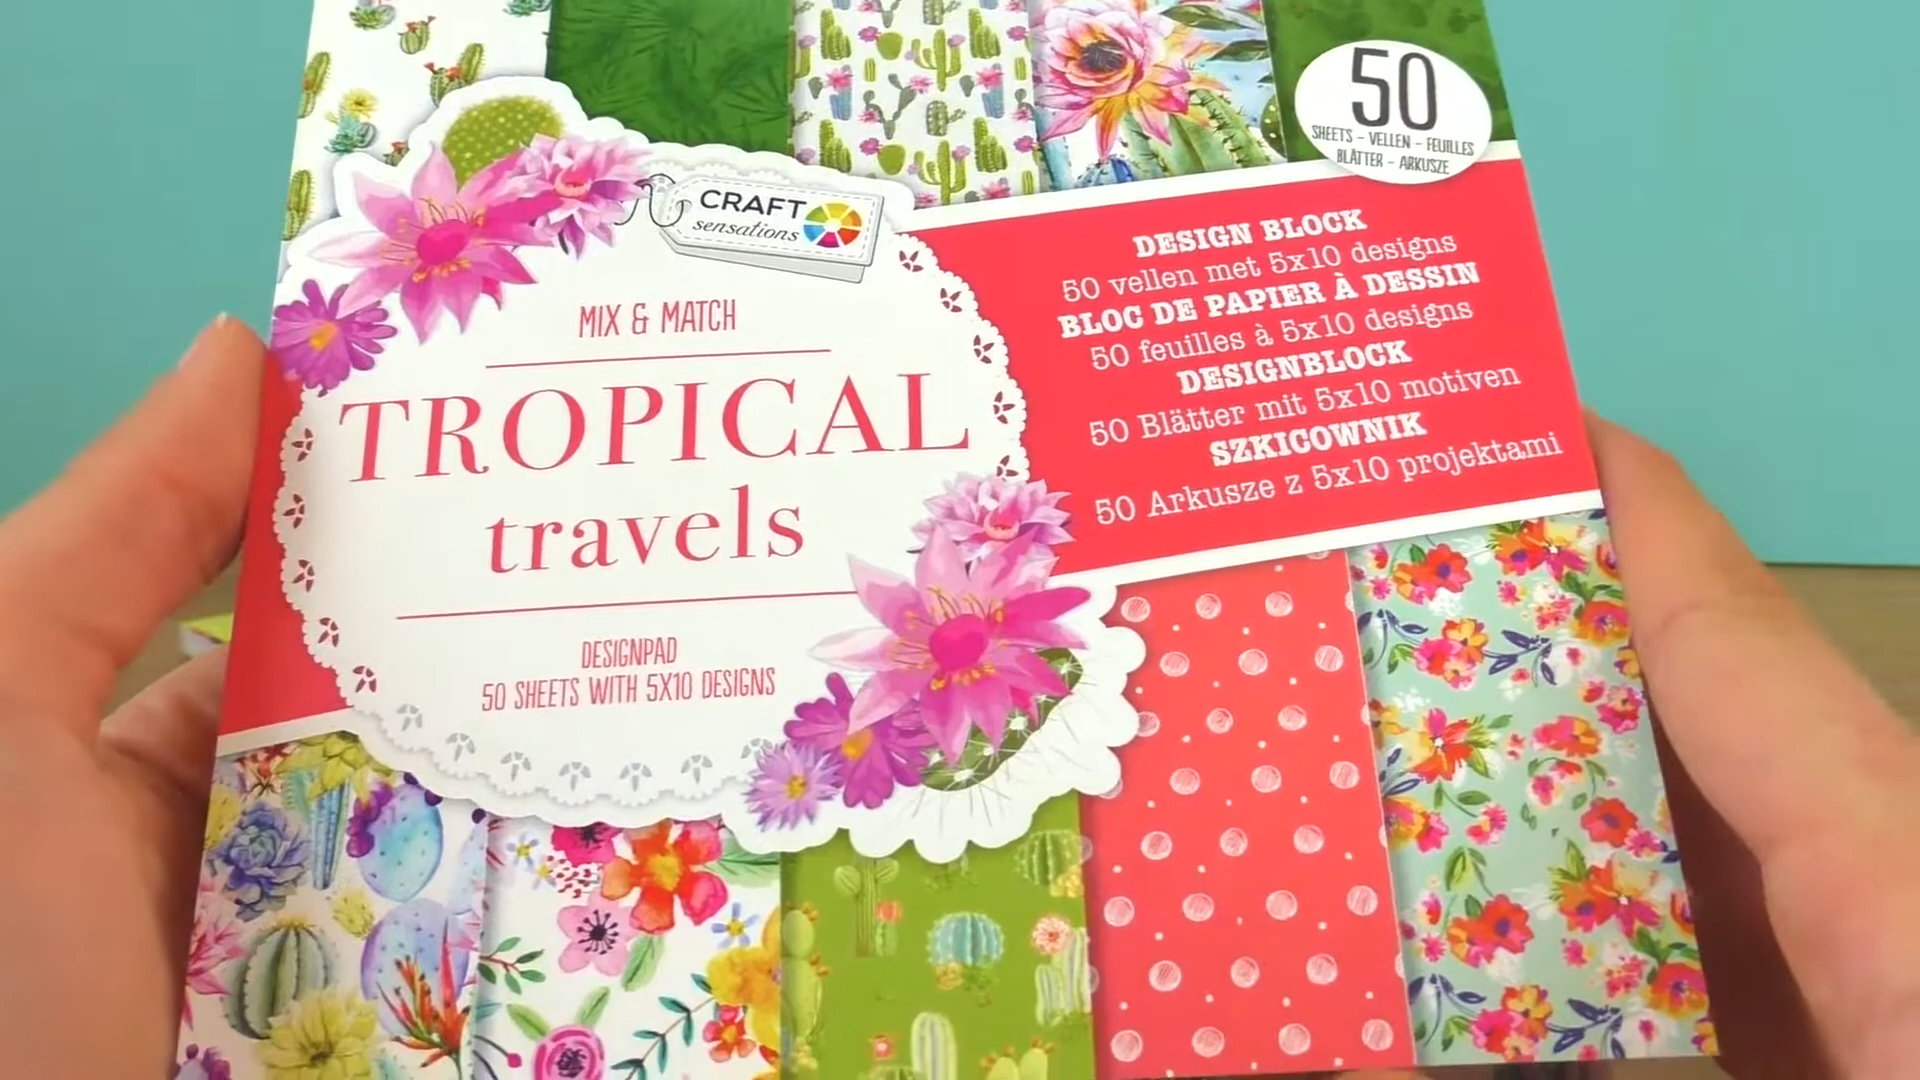 50
SHEETS - VELLEN - FEUILLES
BLÄTTER - ARKUSZE
CRAFT
sensations
MIX & MATCH
TROPICAL
travels
DESIGNPAD
50 SHEETS WITH 5X10 DESIGNS
DESIGN BLOCK
50 vellen met 5x10 designs
BLOC DE PAPIER À DESSIN
50 feuilles à 5x10 designs
DESIGNBLOCK
50 Blätter mit 5x10 motiven
SZKICOWNIK
50 Arkusze z 5x10 projektami